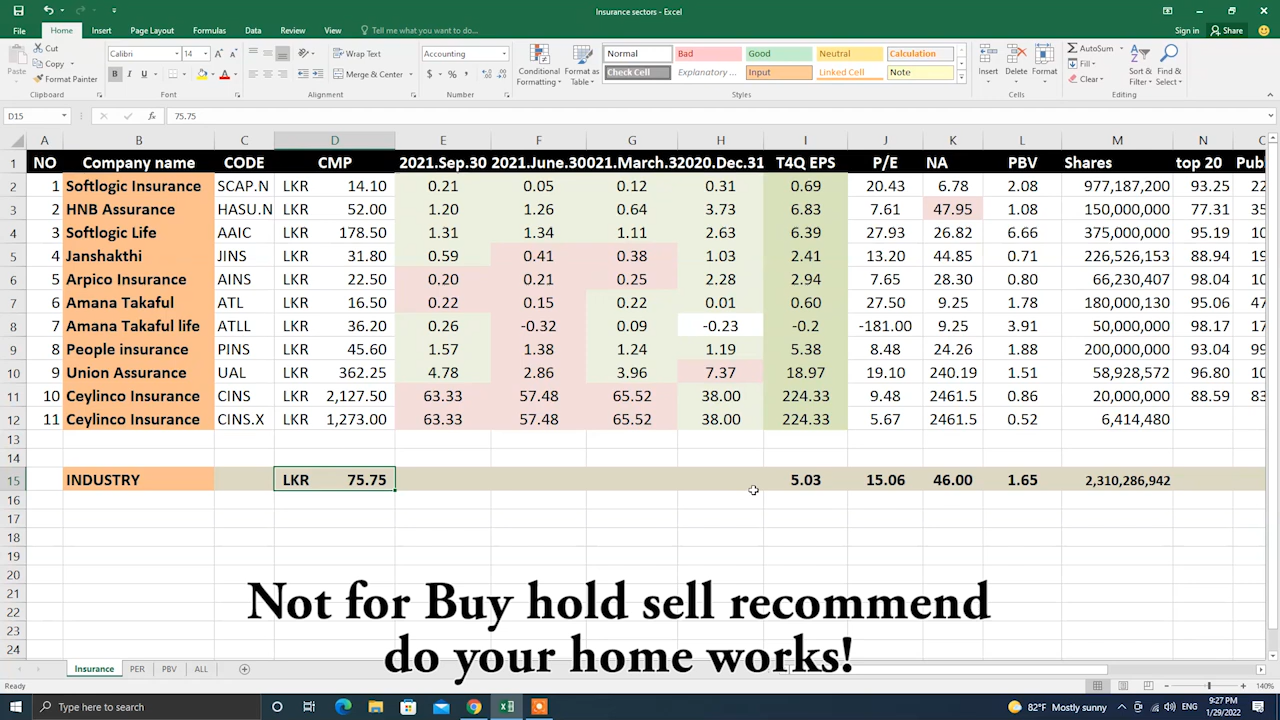 Insurance sectors - Excel
Sign in Share
File Home Insert Page Layout Formulas Data Review View Tell me what you want to do...
Paste Cut Copy Format Painter Clipboard
Calibri 14 B I U A A Font
Wrap Text Merge & Center Alignment
Accounting $ % Number
Conditional Formatting Format as Table
Normal Bad Good Neutral Calculation
Check Cell Explanatory ... Input Linked Cell Note
Styles
Insert Delete Format Cells
AutoSum Fill Clear Sort & Filter Find & Select Editing
D15 fx 75.75
A B C D E F G H I J K L M N O
1 NO Company name CODE CMP 2021.Sep.30 2021.June.30 021.March.3 2020.Dec.31 T4Q EPS P/E NA PBV Shares top 20 Pub
2 1 Softlogic Insurance SCAP.N LKR 14.10 0.21 0.05 0.12 0.31 0.69 20.43 6.78 2.08 977,187,200 93.25 22
3 2 HNB Assurance HASU.N LKR 52.00 1.20 1.26 0.64 3.73 6.83 7.61 47.95 1.08 150,000,000 77.31 35
4 3 Softlogic Life AAIC LKR 178.50 1.31 1.34 1.11 2.63 6.39 27.93 26.82 6.66 375,000,000 95.19 10
5 4 Janshakthi JINS LKR 31.80 0.59 0.41 0.38 1.03 2.41 13.20 44.85 0.71 226,526,153 88.94 19
6 5 Arpico Insurance AINS LKR 22.50 0.20 0.21 0.25 2.28 2.94 7.65 28.30 0.80 66,230,407 98.04 10
7 6 Amana Takaful ATL LKR 16.50 0.22 0.15 0.22 0.01 0.60 27.50 9.25 1.78 180,000,130 95.06 47
8 7 Amana Takaful life ATLL LKR 36.20 0.26 -0.32 0.09 -0.23 -0.2 -181.00 9.25 3.91 50,000,000 98.17 17
9 8 People insurance PINS LKR 45.60 1.57 1.38 1.24 1.19 5.38 8.48 24.26 1.88 200,000,000 93.04 99
10 9 Union Assurance UAL LKR 362.25 4.78 2.86 3.96 7.37 18.97 19.10 240.19 1.51 58,928,572 96.80 10
11 10 Ceylinco Insurance CINS LKR 2,127.50 63.33 57.48 65.52 38.00 224.33 9.48 2461.5 0.86 20,000,000 88.59 83
12 11 Ceylinco Insurance CINS.X LKR 1,273.00 63.33 57.48 65.52 38.00 224.33 5.67 2461.5 0.52 6,414,480
13
14
15 INDUSTRY LKR 75.75 5.03 15.06 46.00 1.65 2,310,286,942
16
17
18
19
20
21
22
23
24
Not for Buy hold sell recommend
do your home works!
Insurance PER PBV ALL
Ready 140%
Type here to search 82°F Mostly sunny ENG 9:27 PM
1/29/2022